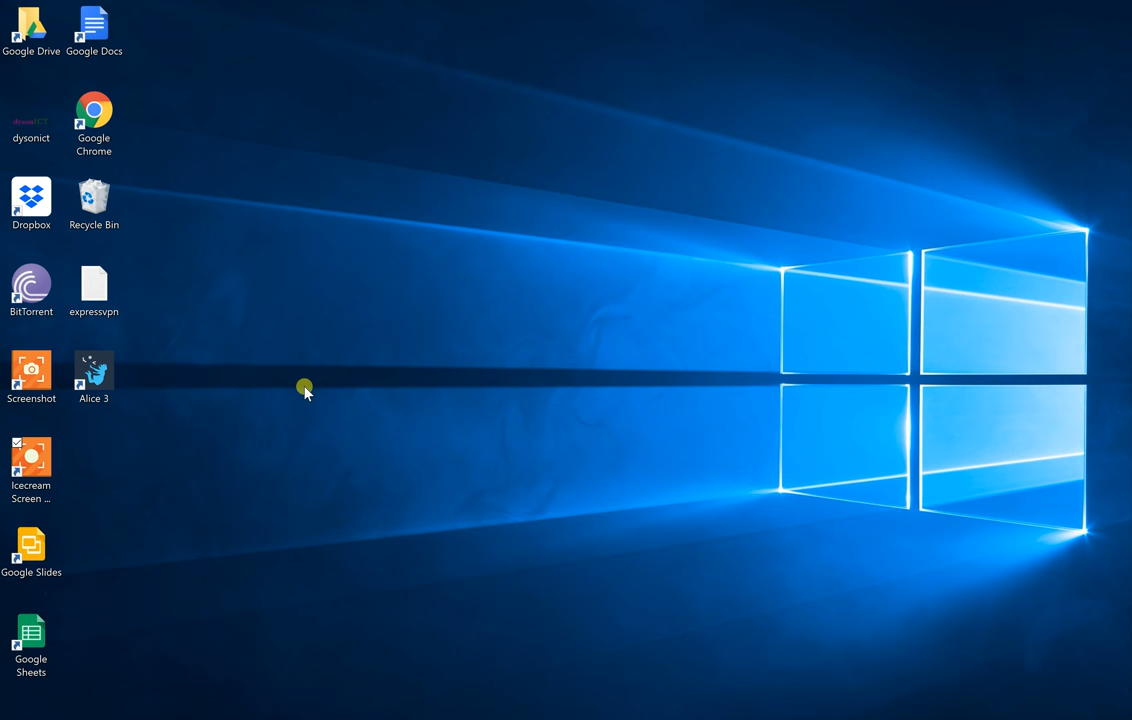 Google Drive
Google Docs
dysonICT
dysonict
Google
Chrome
Dropbox
Recycle Bin
BitTorrent
expressvpn
Screenshot
Alice 3
Icecream
Screen ...
Google Slides
Google
Sheets